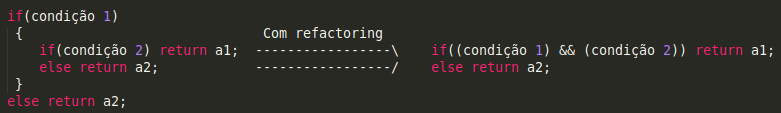 if(condição 1)
{ Com refactoring
if(condição 2) return a1; -----------------\ if((condição 1) && (condição 2)) return a1;
else return a2; -----------------/ else return a2;
}
else return a2;